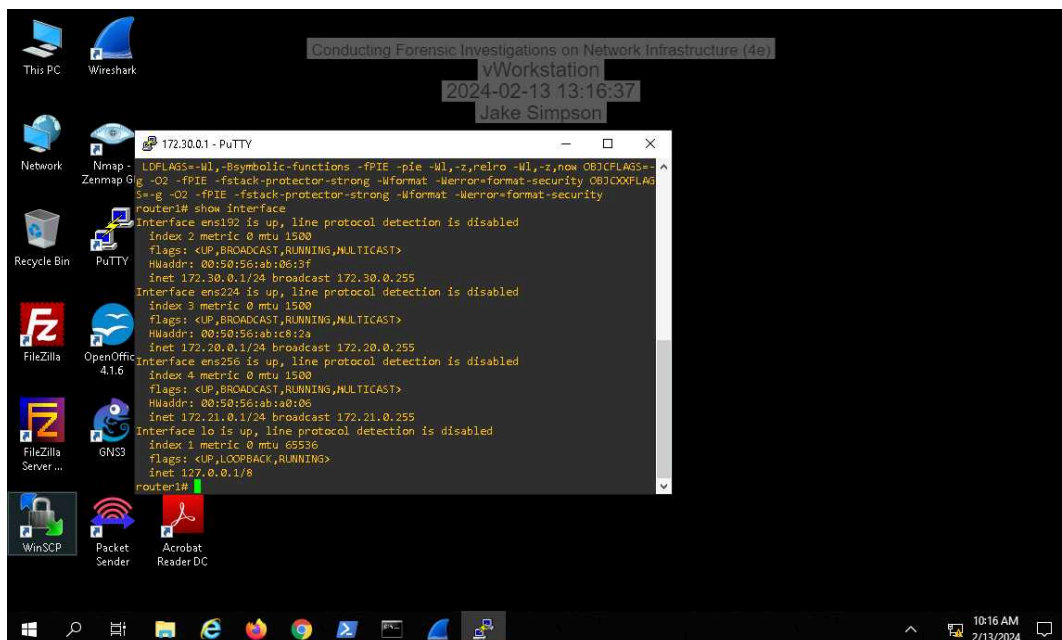 Conducting Forensic Investigations on Network Infrastructure (4e)
vWorkstation
2024-02-13 13:16:37
Jake Simpson
This PC
Wireshark
Network
Nmap -
Zenmap G
Recycle Bin
PuTTY
FileZilla
OpenOffic
4.1.6
FileZilla
Server ...
GNS3
WinSCP
Packet
Sender
Acrobat
Reader DC
172.30.0.1 - PuTTY
LDFLAGS=-Wl,-Bsymbolic-functions -fPIE -pie -Wl,-z,relro -Wl,-z,now OBJCFLAGS=-
g -O2 -fPIE -fstack-protector-strong -Wformat -Werror=format-security OBJCXXFLAG
S=-g -O2 -fPIE -fstack-protector-strong -Wformat -Werror=format-security
router1# show interface
Interface ens192 is up, line protocol detection is disabled
index 2 metric 0 mtu 1500
flags: <UP,BROADCAST,RUNNING,MULTICAST>
HWaddr: 00:50:56:ab:06:3f
inet 172.30.0.1/24 broadcast 172.30.0.255
Interface ens224 is up, line protocol detection is disabled
index 3 metric 0 mtu 1500
flags: <UP,BROADCAST,RUNNING,MULTICAST>
HWaddr: 00:50:56:ab:c8:2a
inet 172.20.0.1/24 broadcast 172.20.0.255
Interface ens256 is up, line protocol detection is disabled
index 4 metric 0 mtu 1500
flags: <UP,BROADCAST,RUNNING,MULTICAST>
HWaddr: 00:50:56:ab:a0:06
inet 172.21.0.1/24 broadcast 172.21.0.255
Interface lo is up, line protocol detection is disabled
index 1 metric 0 mtu 65536
flags: <UP,LOOPBACK,RUNNING>
inet 127.0.0.1/8
router1#
10:16 AM
2/13/2024